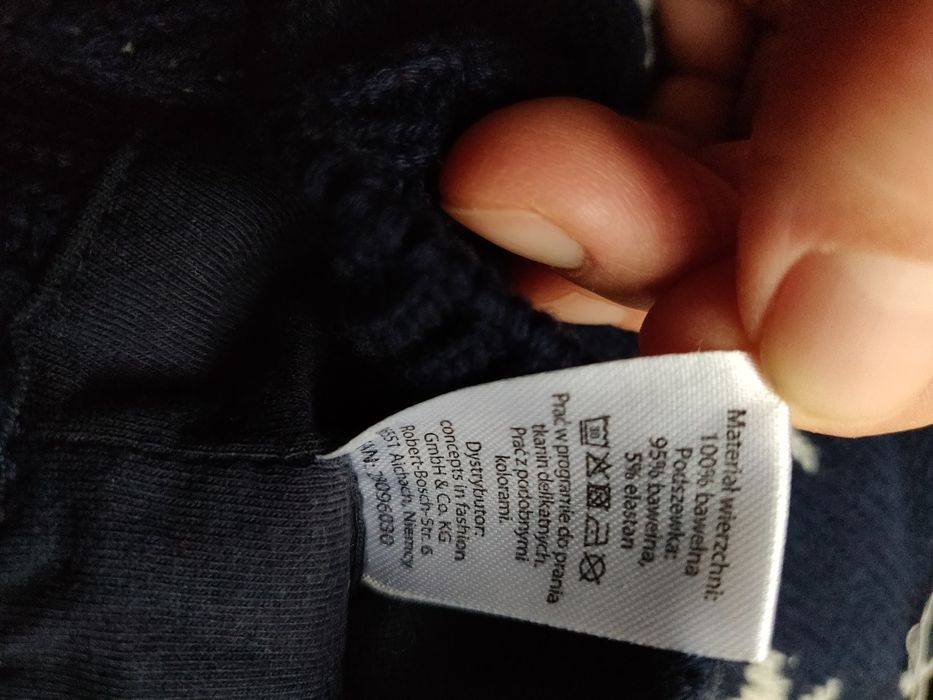 Materiał wierzchni:
100% bawełna
Podszewka:
95% bawełna,
5% elastan
30
Prać w programie do prania
tkanin delikatnych.
Prać z podobnymi
kolorami.
Dystrybutor:
concepts in fashion
GmbH & Co. KG
Robert-Bosch-Str. 6
Aichach, Niemcy